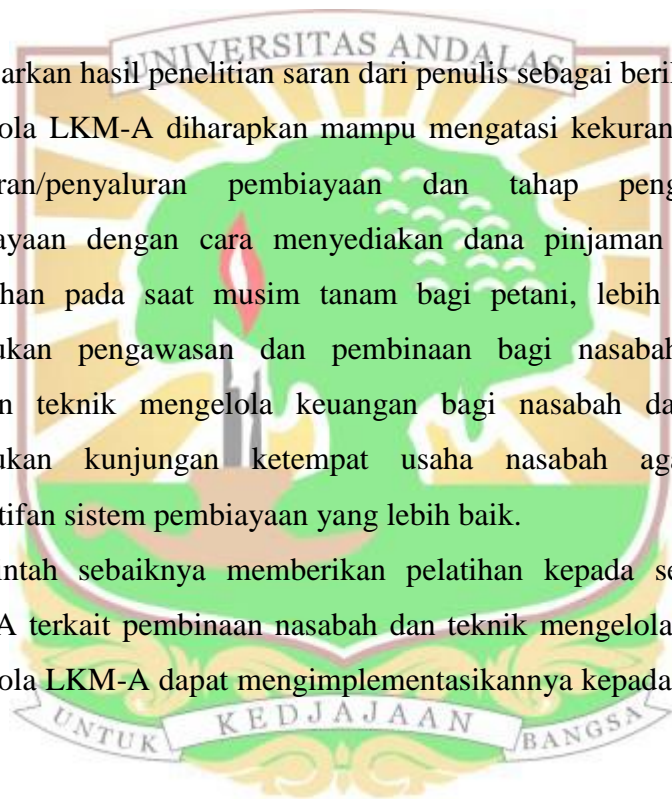 UNIVERSITAS ANDALAS
arkan hasil penelitian saran dari penulis sebagai beril
ola LKM-A diharapkan mampu mengatasi kekuran
ran/penyaluran pembiayaan dan tahap peng
ayaan dengan cara menyediakan dana pinjaman
han pada saat musim tanam bagi petani, lebih
ukan pengawasan dan pembinaan bagi nasabah
n teknik mengelola keuangan bagi nasabah da
ukan kunjungan ketempat usaha nasabah aga
tifan sistem pembiayaan yang lebih baik.
intah sebaiknya memberikan pelatihan kepada se
A terkait pembinaan nasabah dan teknik mengelola
ola LKM-A dapat mengimplementasikannya kepada
UNTUK KEDJAJAAN BANGSA